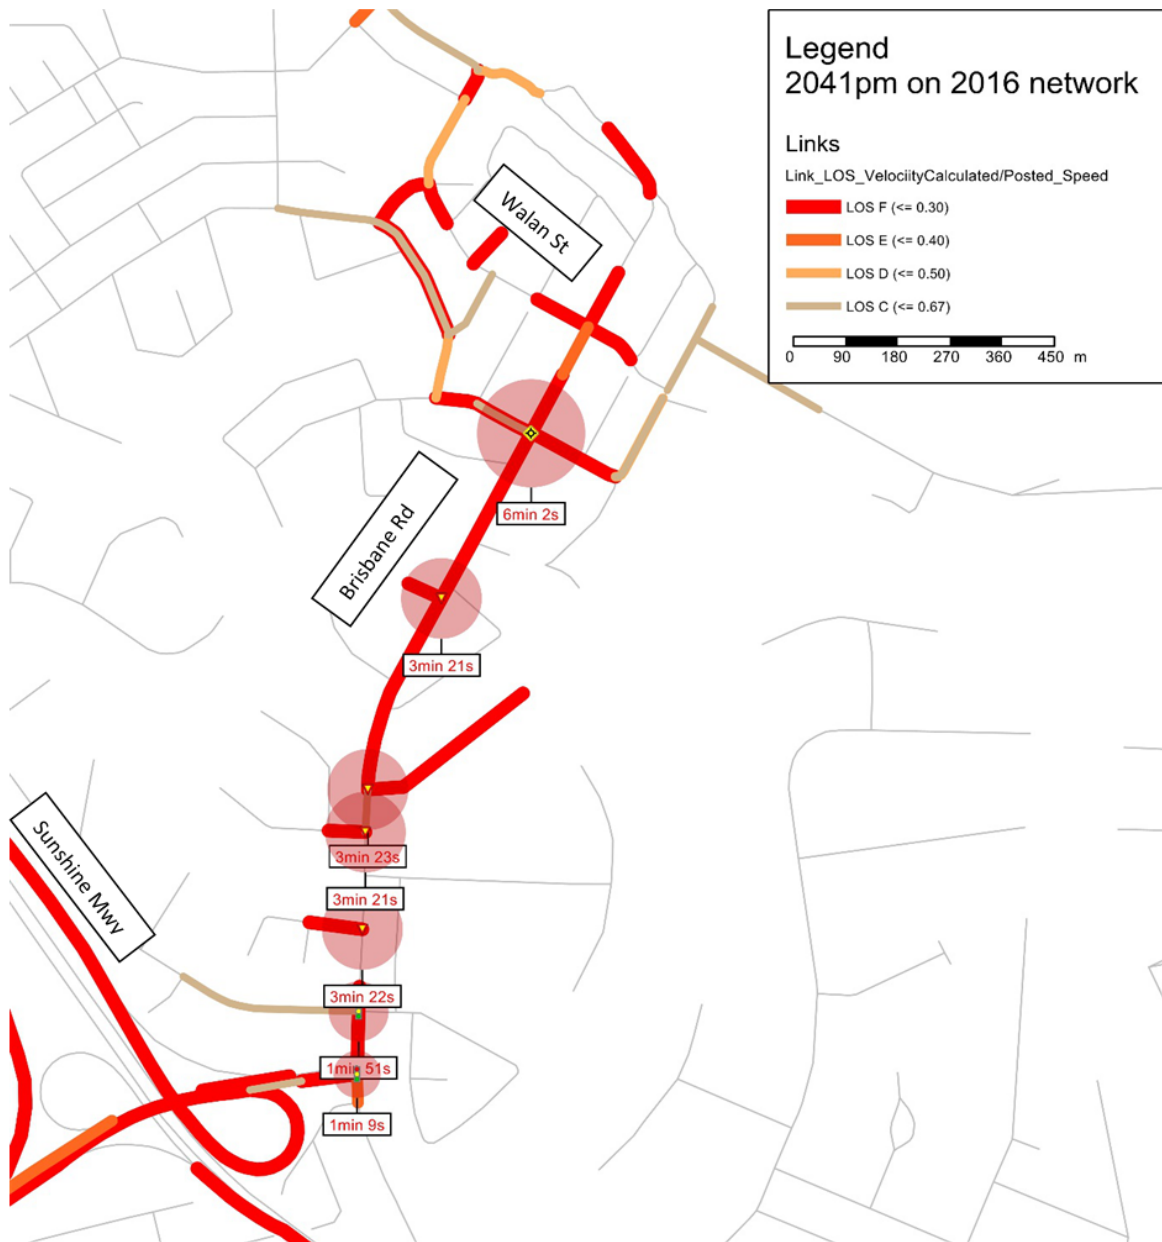 Legend
2041pm on 2016 network
Links
Link_LOS_VelociityCalculated/Posted_Speed
LOS F (<= 0.30)
LOS E (<= 0.40)
LOS D (<= 0.50)
LOS C (<= 0.67)
0 90 180 270 360 450 m
Walan St
6min 2s
Brisbane Rd
3min 21s
Sunshine Mwy
3min 23s
3min 21s
3min 22s
1min 51s
1min 9s